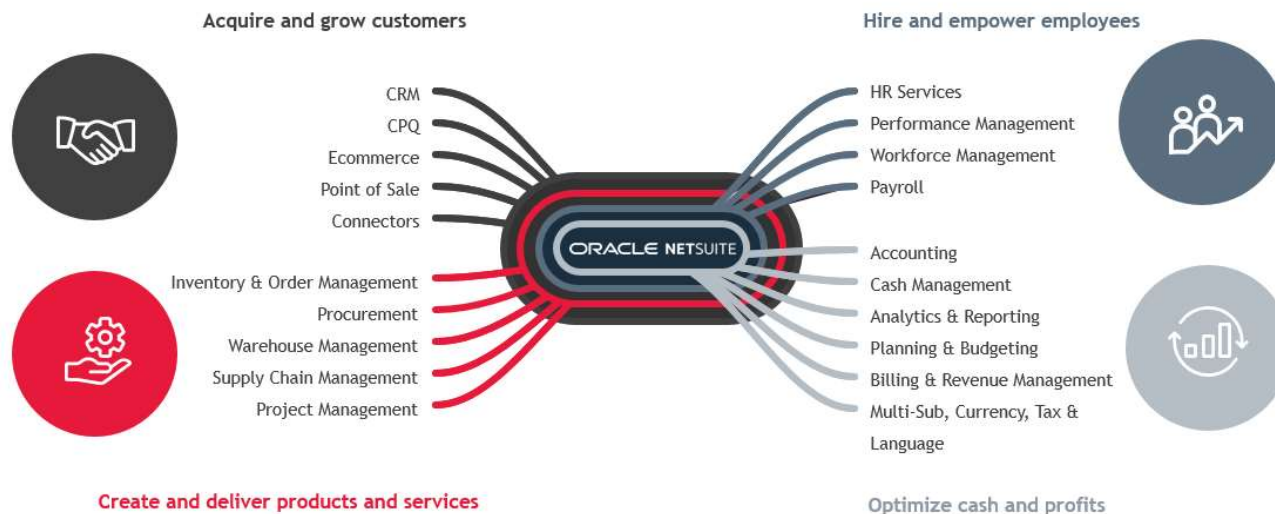 Acquire and grow customers
CRM
CPQ
Ecommerce
Point of Sale
Connectors
Inventory & Order Management
Procurement
Warehouse Management
Supply Chain Management
Project Management
Create and deliver products and services
ORACLE NETSUITE
Hire and empower employees
HR Services
Performance Management
Workforce Management
Payroll
Accounting
Cash Management
Analytics & Reporting
Planning & Budgeting
Billing & Revenue Management
Multi-Sub, Currency, Tax &
Language
Optimize cash and profits